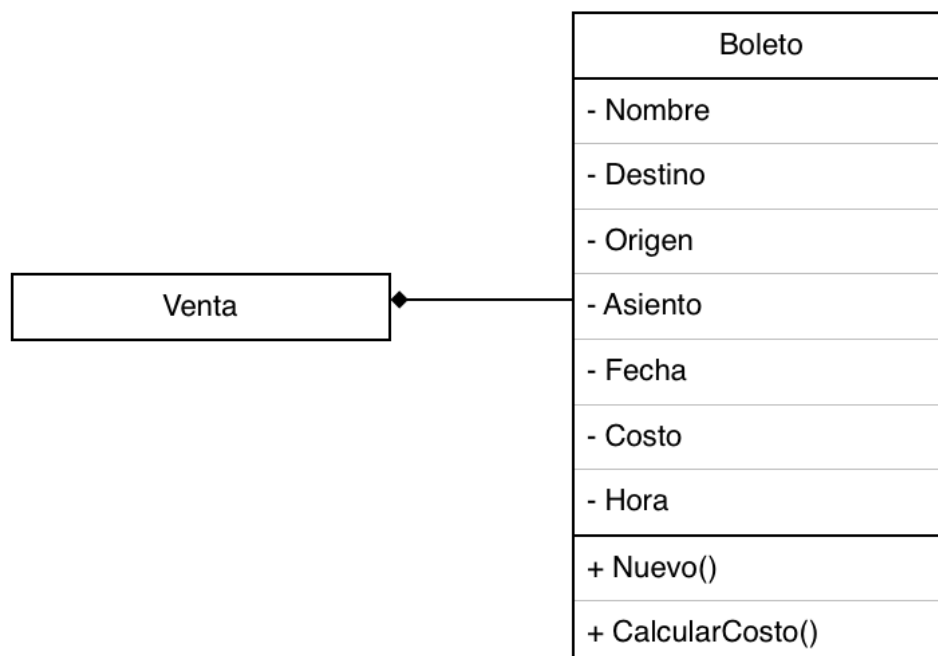 Boleto
- Nombre
- Destino
- Origen
Venta
- Asiento
- Fecha
- Costo
- Hora
+ Nuevo()
+ CalcularCosto()